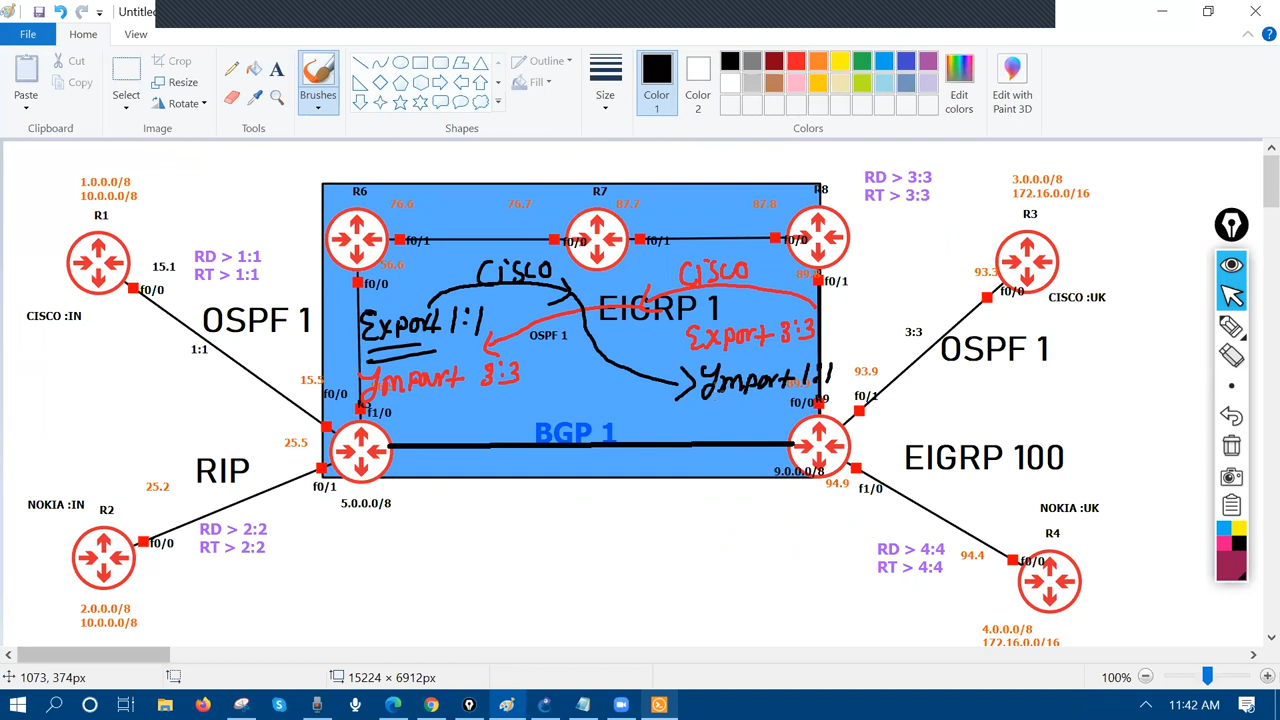 Untitled
File
Home
View
Paste
Cut
Copy
Clipboard
Select
Crop
Resize
Rotate
Image
A
Tools
Brushes
Outline
Fill
Shapes
Size
Color 1
Color 2
Colors
Edit colors
Edit with Paint 3D
1.0.0.0/8
10.0.0.0/8
R1
15.1
f0/0
RD > 1:1
RT > 1:1
CISCO :IN
OSPF 1
1:1
15.5
f0/0
25.5
RIP
25.2
f0/1
NOKIA :IN
R2
f0/0
RD > 2:2
RT > 2:2
2.0.0.0/8
10.0.0.0/8
R6
76.6
f0/1
56.6
f0/0
76.7
f0/0
R7
87.7
f0/1
87.8
f0/0
R8
f0/1
Cisco
Cisco
EIGRP 1
OSPF 1
Export 1:1
Import 3:3
Export 3:3
Import 1:1
f1/0
BGP 1
5.0.0.0/8
f0/0
R9
9.0.0.0/8
94.9
RD > 3:3
RT > 3:3
3.0.0.0/8
172.16.0.0/16
R3
93.3
f0/0
CISCO :UK
3:3
OSPF 1
93.9
f0/1
EIGRP 100
f1/0
NOKIA :UK
R4
RD > 4:4
RT > 4:4
94.4
f0/0
4.0.0.0/8
172.16.0.0/16
1073, 374px
15224 × 6912px
100%
11:42 AM